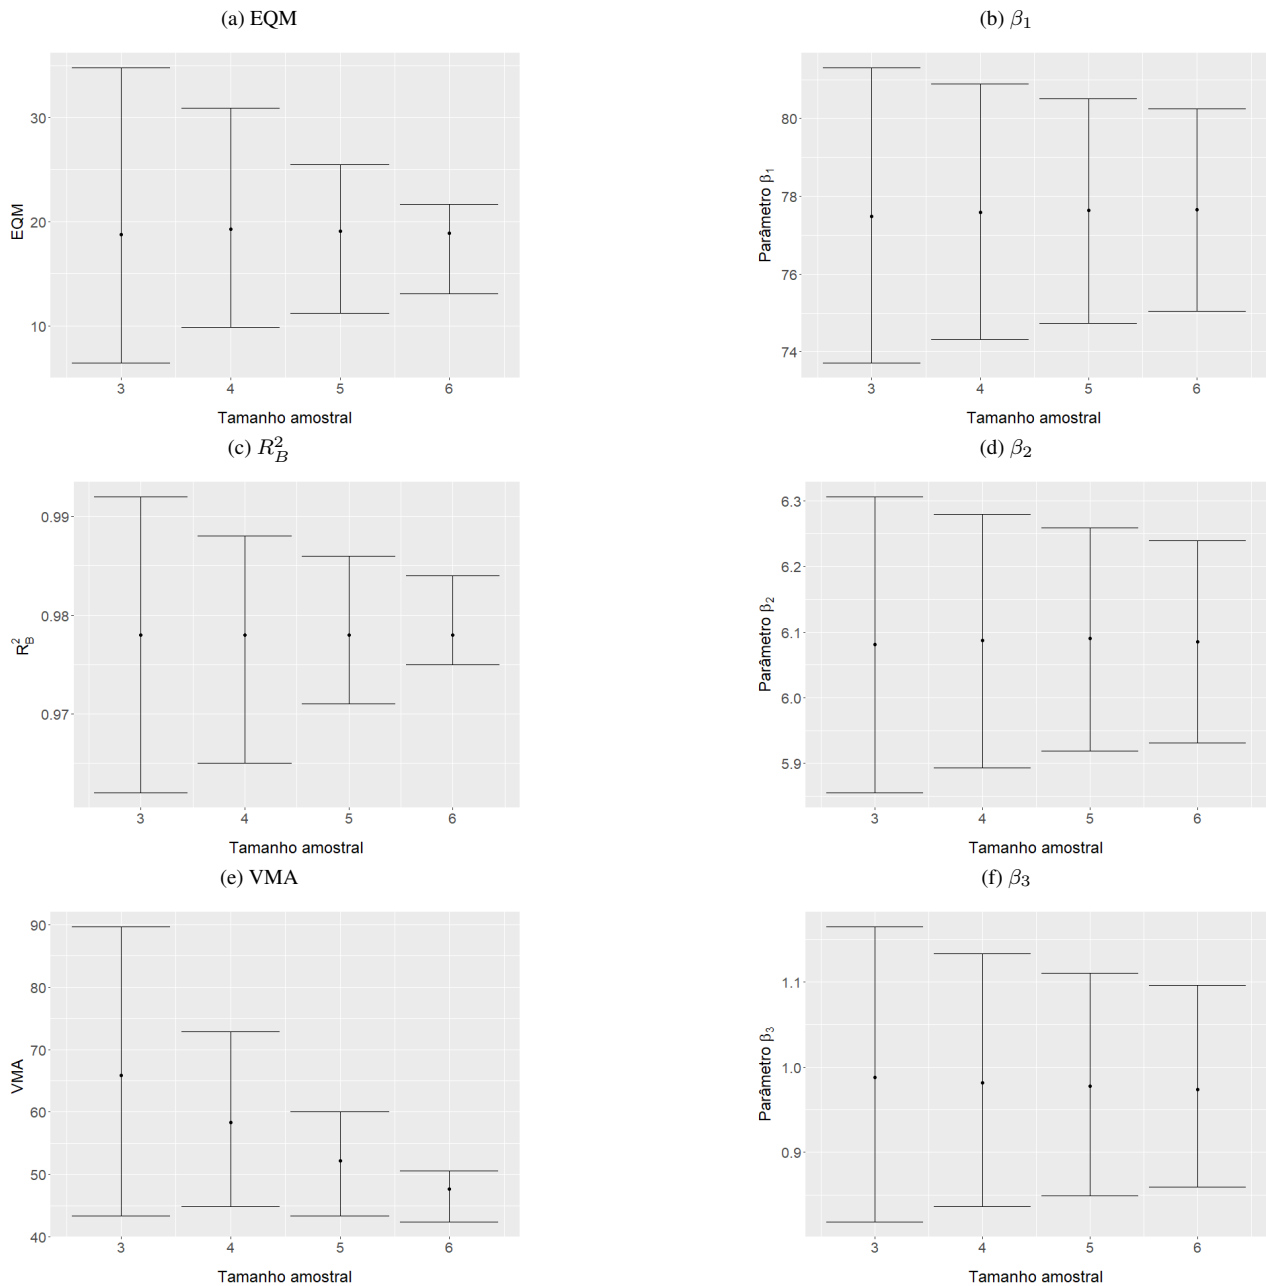 (a) EQM
EQM
30
20
10
3 4 5 6
Tamanho amostral
(b) β₁
Parâmetro β₁
80
78
76
74
3 4 5 6
Tamanho amostral
(c) R²_B
R²_B
0.99
0.98
0.97
3 4 5 6
Tamanho amostral
(d) β₂
Parâmetro β₂
6.3
6.2
6.1
6.0
5.9
3 4 5 6
Tamanho amostral
(e) VMA
VMA
90
80
70
60
50
40
3 4 5 6
Tamanho amostral
(f) β₃
Parâmetro β₃
1.1
1.0
0.9
3 4 5 6
Tamanho amostral